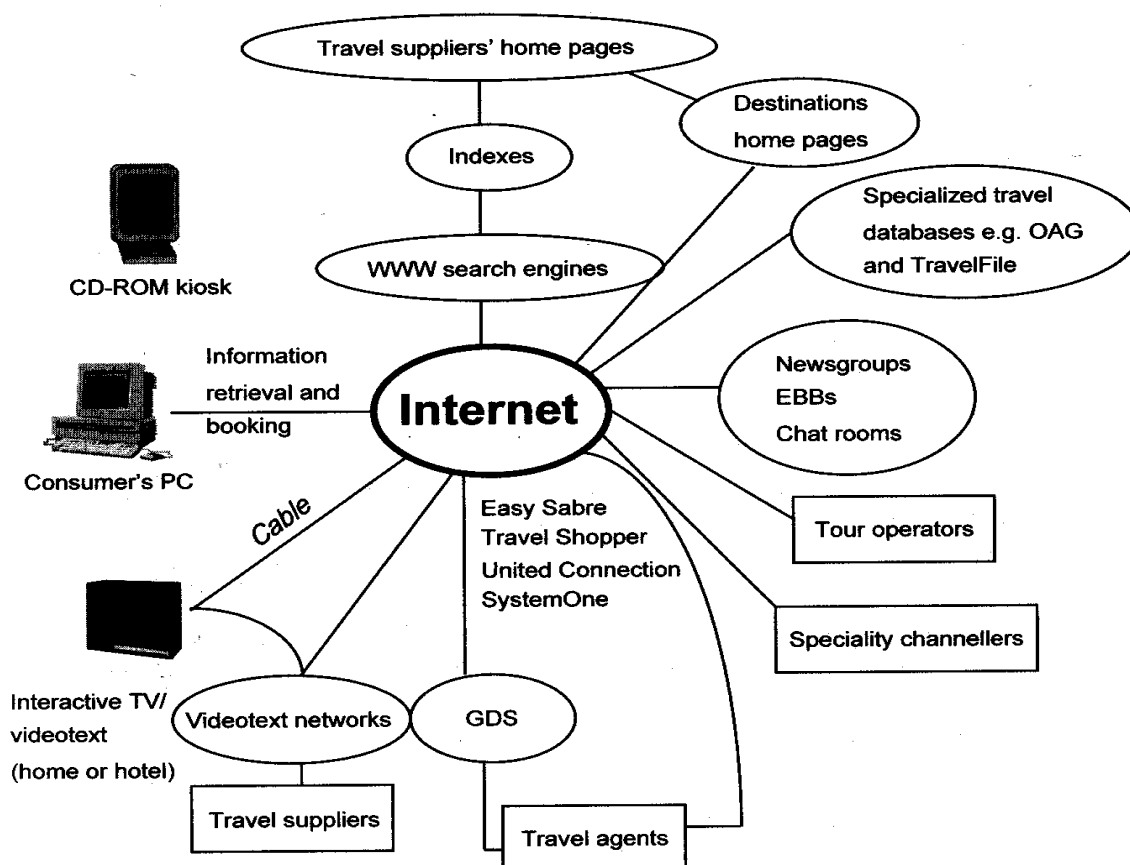 Travel suppliers' home pages
Destinations
home pages
Indexes
Specialized travel
databases e.g. OAG
and TravelFile
WWW search engines
CD-ROM kiosk
Information
retrieval and
booking
Internet
Newsgroups
EBBs
Chat rooms
Consumer's PC
Cable
Easy Sabre
Travel Shopper
United Connection
SystemOne
Tour operators
Speciality channellers
Interactive TV/
videotext
(home or hotel)
Videotext networks
GDS
Travel suppliers
Travel agents